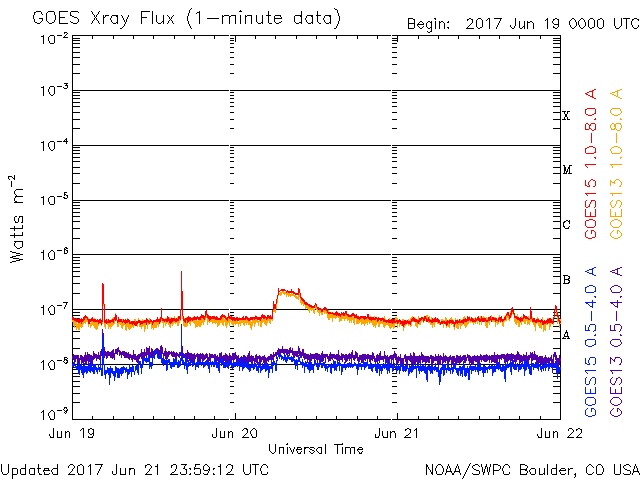 GOES Xray Flux (1-minute data)
Begin: 2017 Jun 19 0000 UTC
10⁻²
10⁻³
10⁻⁴
10⁻⁵
10⁻⁶
10⁻⁷
10⁻⁸
10⁻⁹
Watts m⁻²
X
M
C
B
A
GOES15 1.0-8.0 A
GOES13 1.0-8.0 A
GOES15 0.5-4.0 A
GOES13 0.5-4.0 A
Jun 19
Jun 20
Jun 21
Jun 22
Universal Time
Updated 2017 Jun 21 23:59:12 UTC
NOAA/SWPC Boulder, CO USA